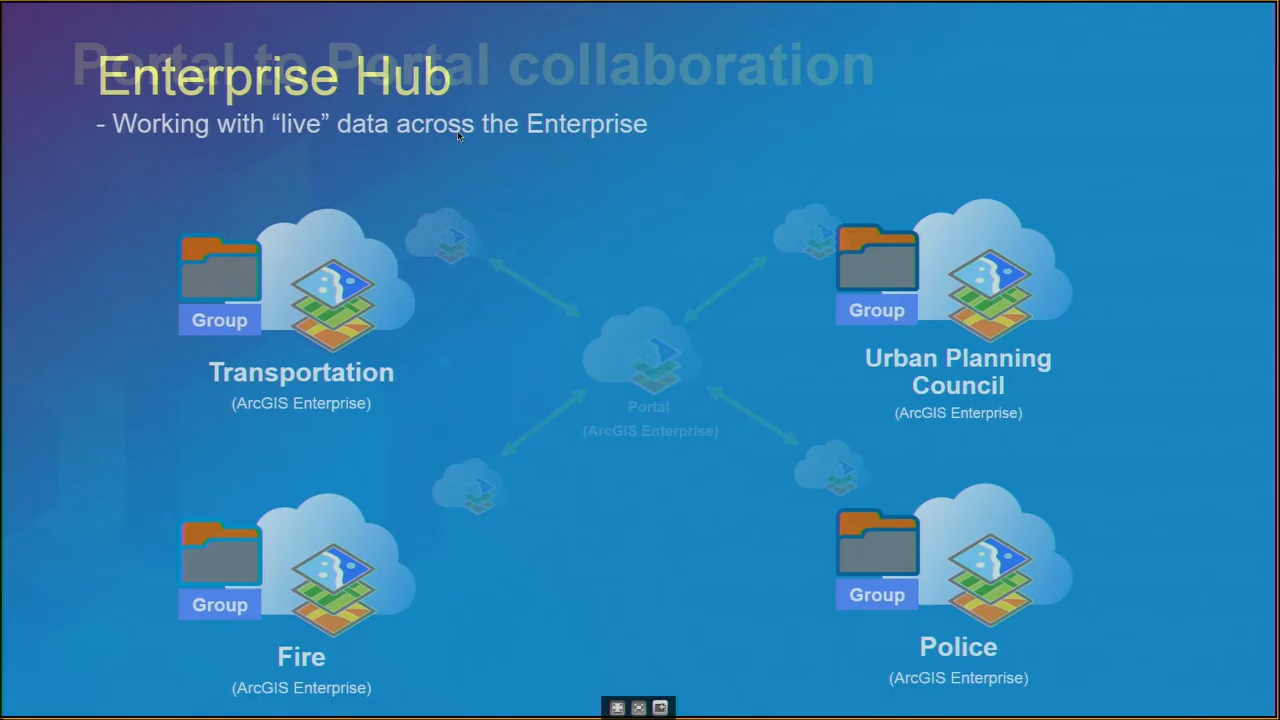 Portal to Portal collaboration
Enterprise Hub
- Working with “live” data across the Enterprise
Group
Transportation
(ArcGIS Enterprise)
Group
Urban Planning
Council
(ArcGIS Enterprise)
Portal
(ArcGIS Enterprise)
Group
Fire
(ArcGIS Enterprise)
Group
Police
(ArcGIS Enterprise)